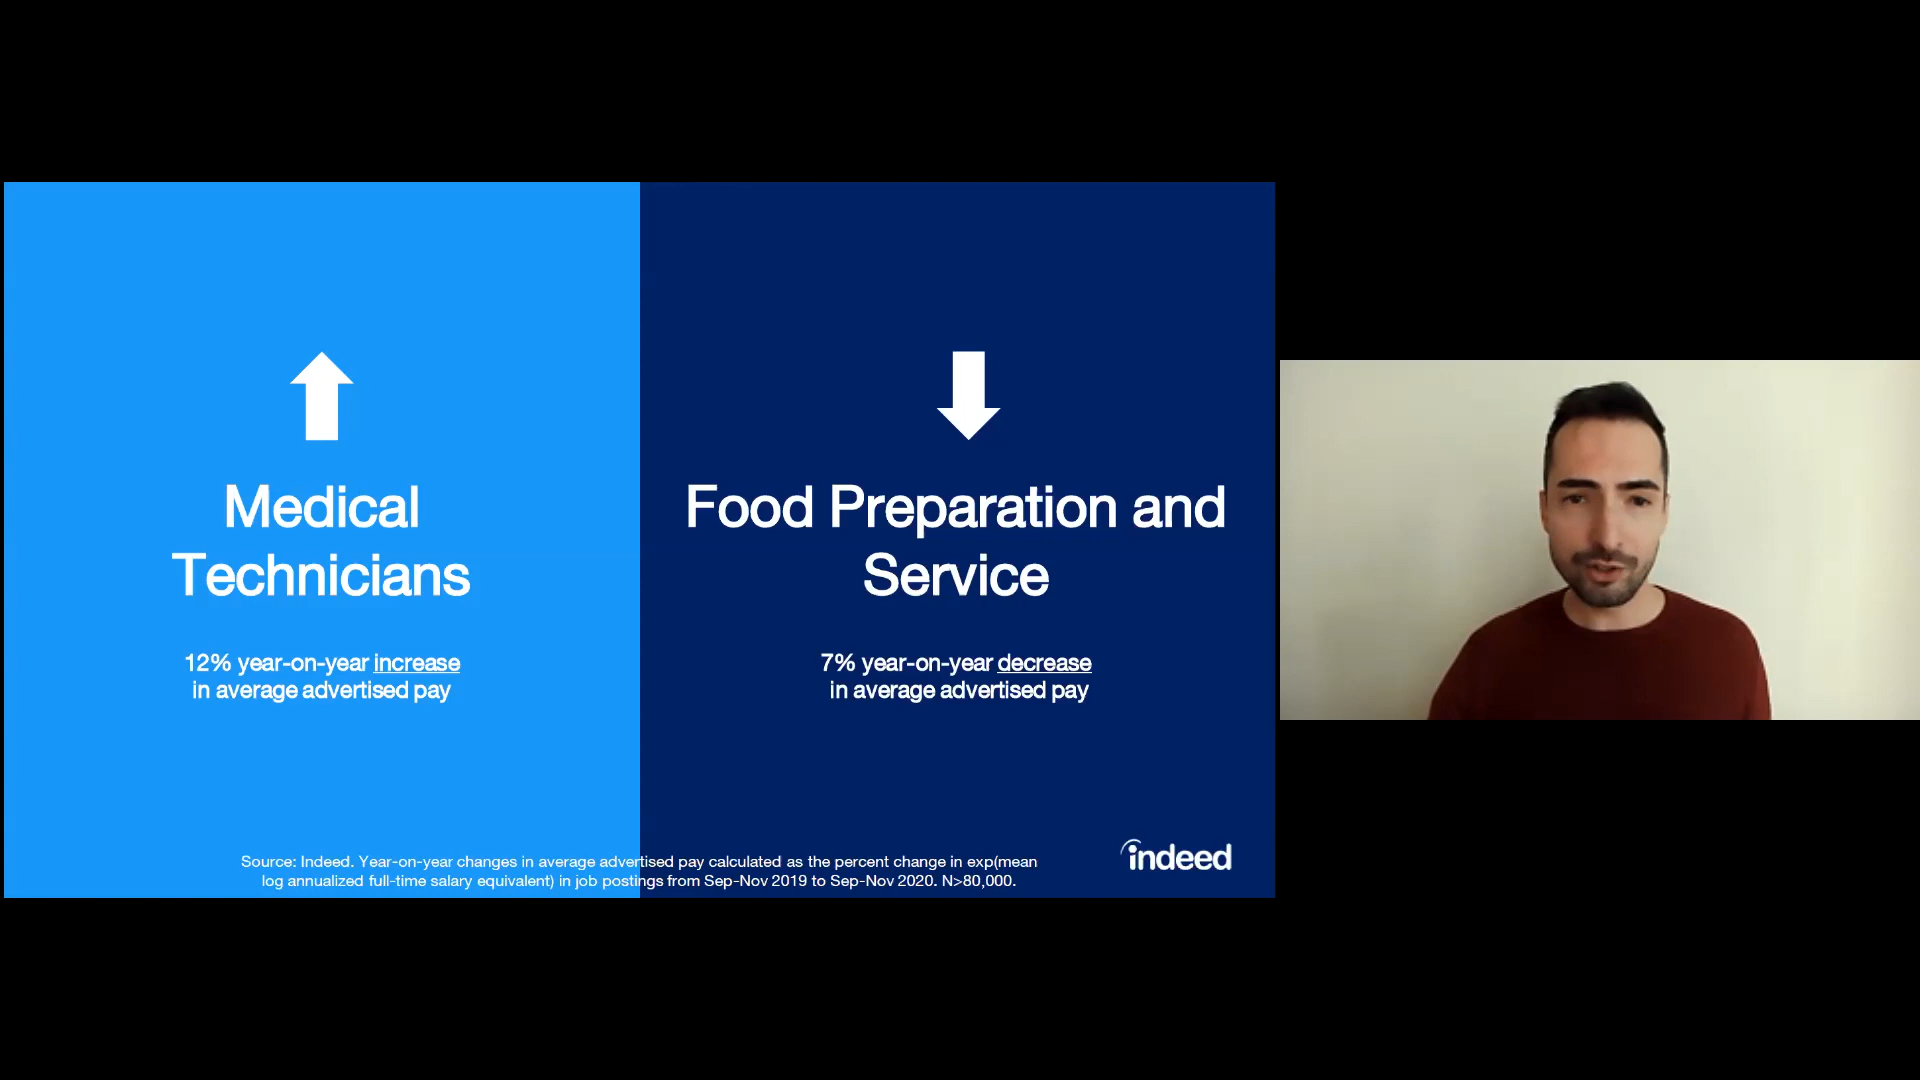 Medical
Technicians
12% year-on-year increase
in average advertised pay
Food Preparation and
Service
7% year-on-year decrease
in average advertised pay
Source: Indeed. Year-on-year changes in average advertised pay calculated as the percent change in exp(mean
log annualized full-time salary equivalent) in job postings from Sep-Nov 2019 to Sep-Nov 2020. N>80,000.
indeed